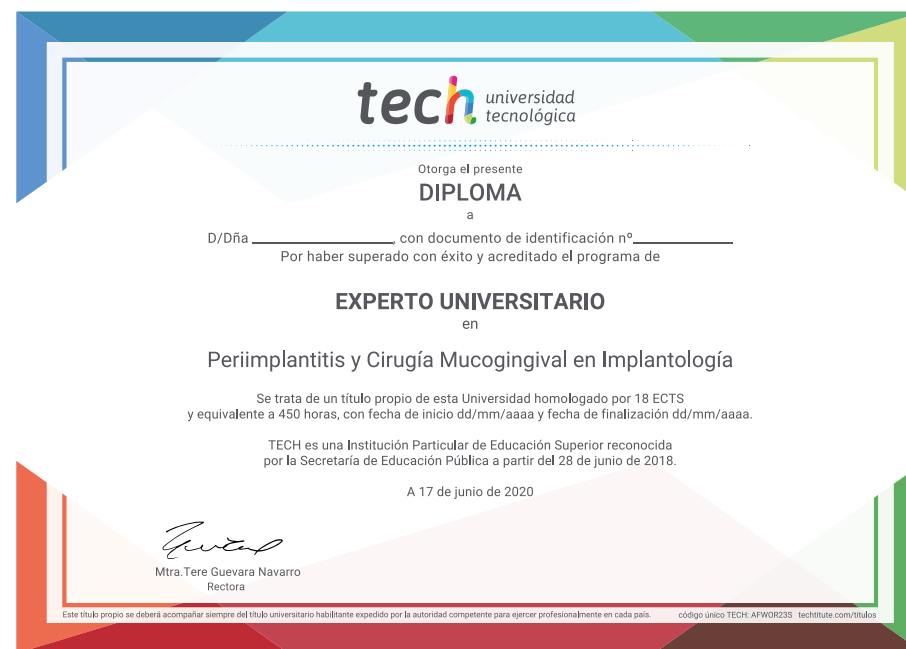 tech universidad
tecnológica
Otorga el presente
DIPLOMA
a
D/Dña ____________________, con documento de identificación nº______________
Por haber superado con éxito y acreditado el programa de
EXPERTO UNIVERSITARIO
en
Periimplantitis y Cirugía Mucogingival en Implantología
Se trata de un título propio de esta Universidad homologado por 18 ECTS
y equivalente a 450 horas, con fecha de inicio dd/mm/aaaa y fecha de finalización dd/mm/aaaa.
TECH es una Institución Particular de Educación Superior reconocida
por la Secretaría de Educación Pública a partir del 28 de junio de 2018.
A 17 de junio de 2020
Mtra.Tere Guevara Navarro
Rectora
Este título propio se deberá acompañar siempre del título universitario habilitante expedido por la autoridad competente para ejercer profesionalmente en cada país. código único TECH: AFWOR23S techtitute.com/titulos